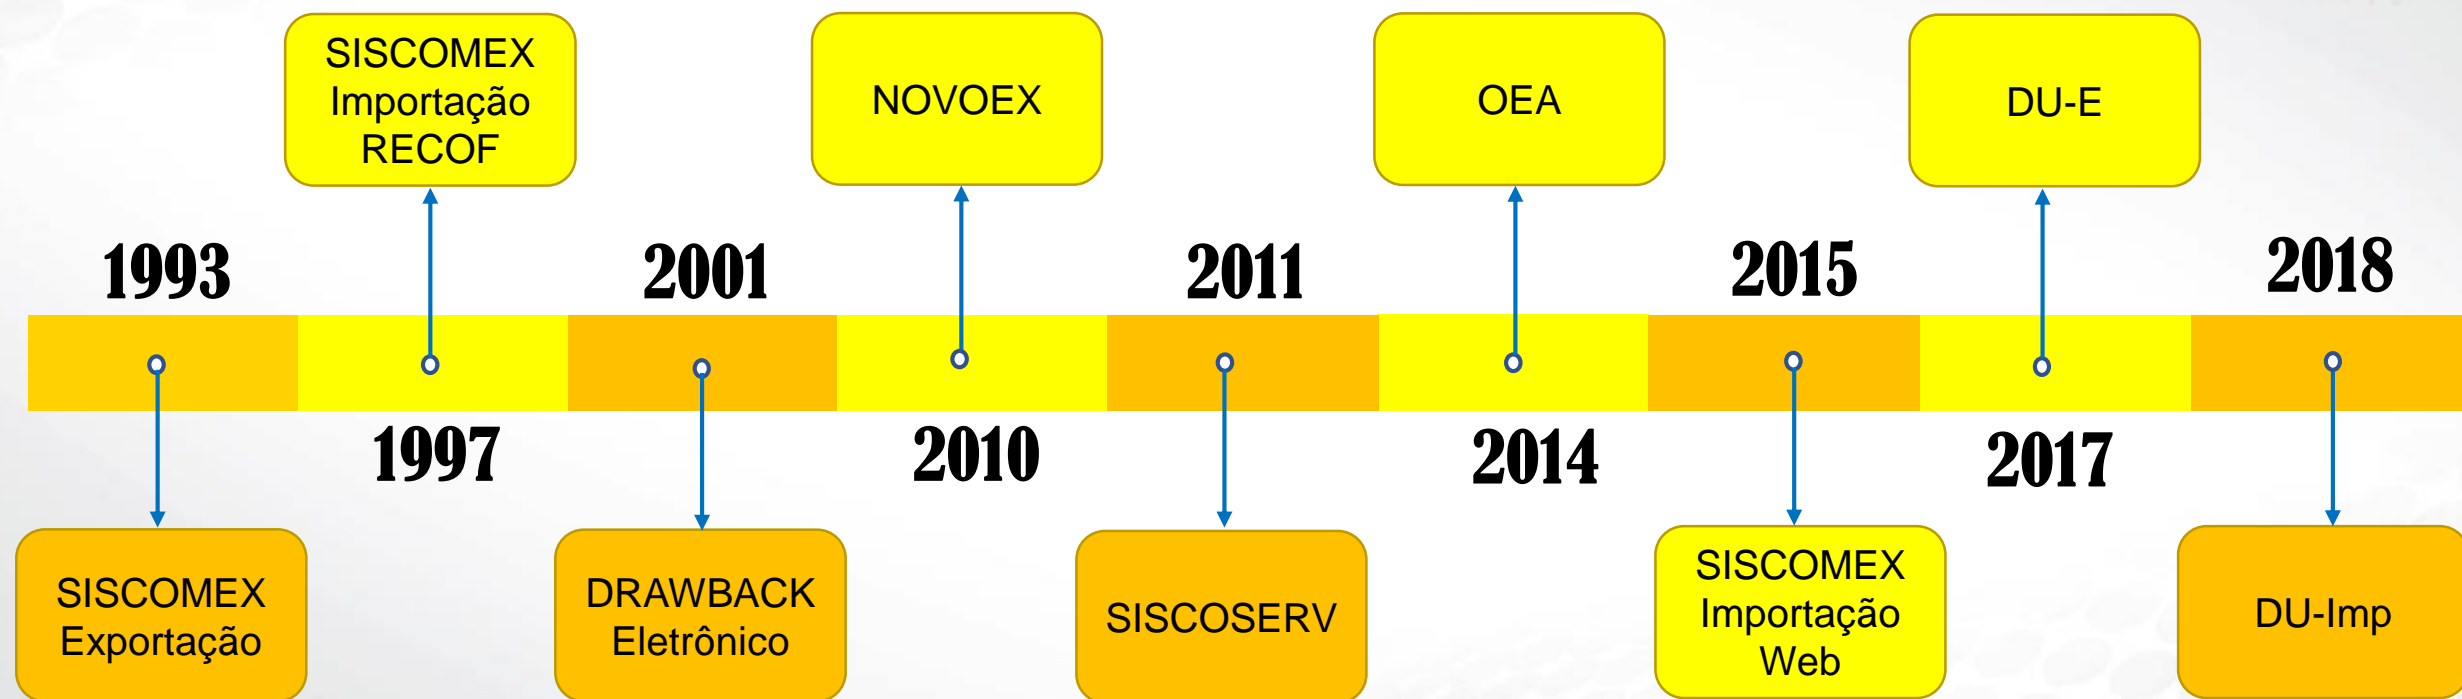 SISCOMEX
Importação
RECOF
NOVOEX
OEA
DU-E
1993
2001
2011
2015
2018
1997
2010
2014
2017
SISCOMEX
Exportação
DRAWBACK
Eletrônico
SISCOSERV
SISCOMEX
Importação
Web
DU-Imp